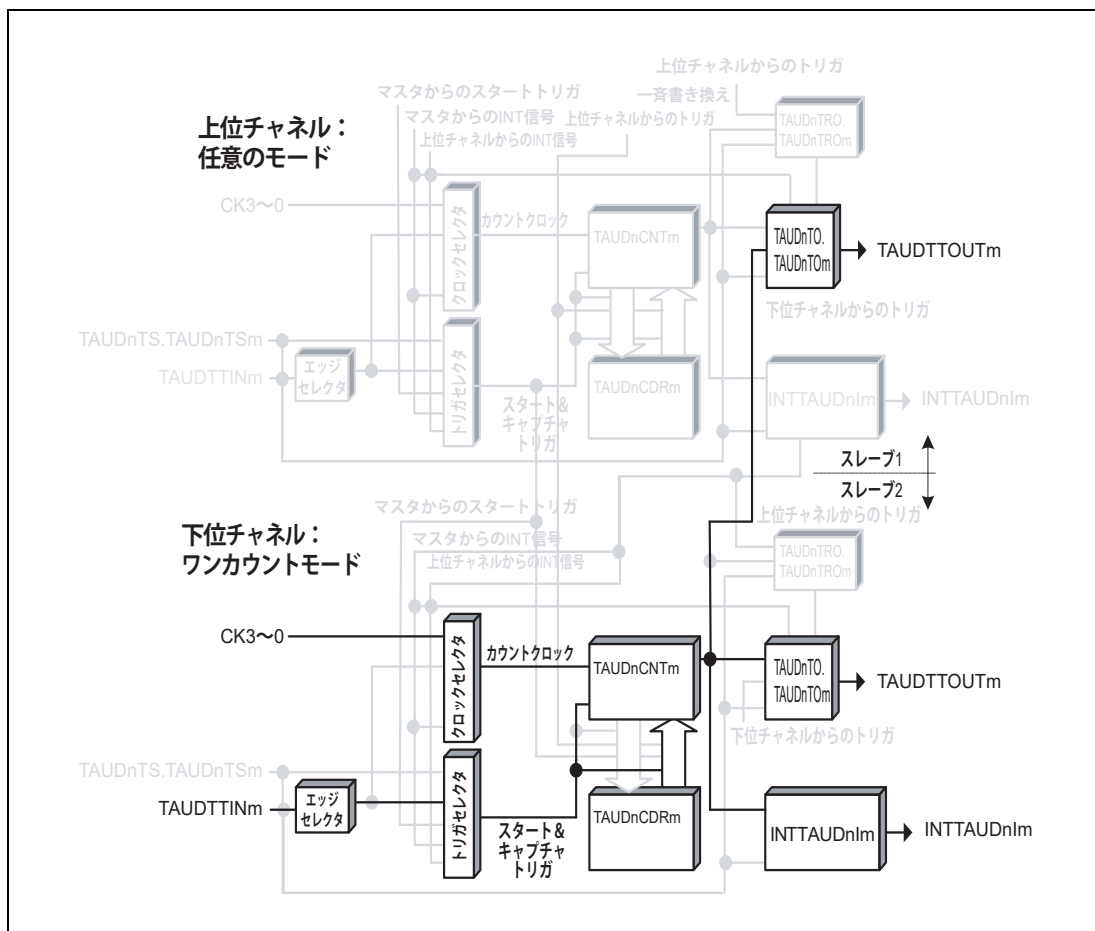 上位チャネルからのトリガ
マスタからのスタートトリガ
一斉書き換え
マスタからのINT信号
上位チャネルからのトリガ
上位チャネルからのINT信号
上位チャネル：
任意のモード
TAUDnTRO.
TAUDnTROm
CK3～0
クロックセレクタ
カウントクロック
TAUDnCNTm
TAUDnTO.
TAUDnTOm
TAUDTTOUTm
下位チャネルからのトリガ
TAUDnTS.TAUDnTSm
TAUDTTINm
エッジ
セレクタ
トリガセレクタ
スタート＆
キャプチャ
トリガ
TAUDnCDRm
INTTAUDnIm
INTTAUDnIm
スレーブ1
スレーブ2
マスタからのスタートトリガ
上位チャネルからのトリガ
下位チャネル：
ワンカウントモード
マスタからのINT信号
上位チャネルからのINT信号
TAUDnTRO.
TAUDnTROm
CK3～0
クロックセレクタ
カウントクロック
TAUDnCNTm
TAUDnTO.
TAUDnTOm
TAUDTTOUTm
下位チャネルからのトリガ
TAUDnTS.TAUDnTSm
TAUDTTINm
エッジ
セレクタ
トリガセレクタ
スタート＆
キャプチャ
トリガ
TAUDnCDRm
INTTAUDnIm
INTTAUDnIm